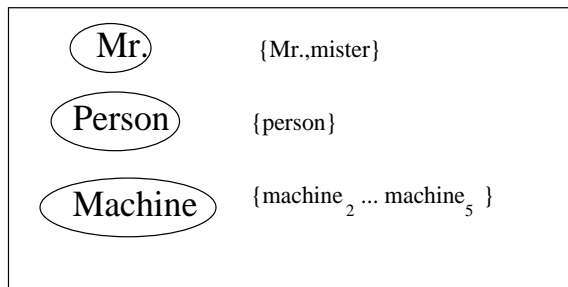 Mr. {Mr.,mister}
Person {person}
Machine {machine₂ ... machine₅ }